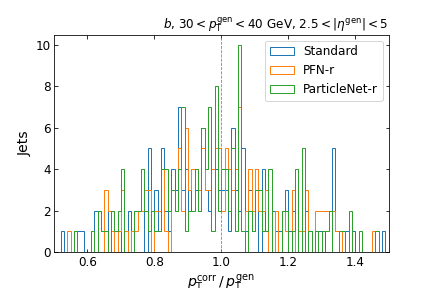 b, 30 < p_T^gen < 40 GeV, 2.5 < |η^gen| < 5
10
8
6
4
2
0
Jets
Standard
PFN-r
ParticleNet-r
0.6 0.8 1.0 1.2 1.4
p_T^corr / p_T^gen